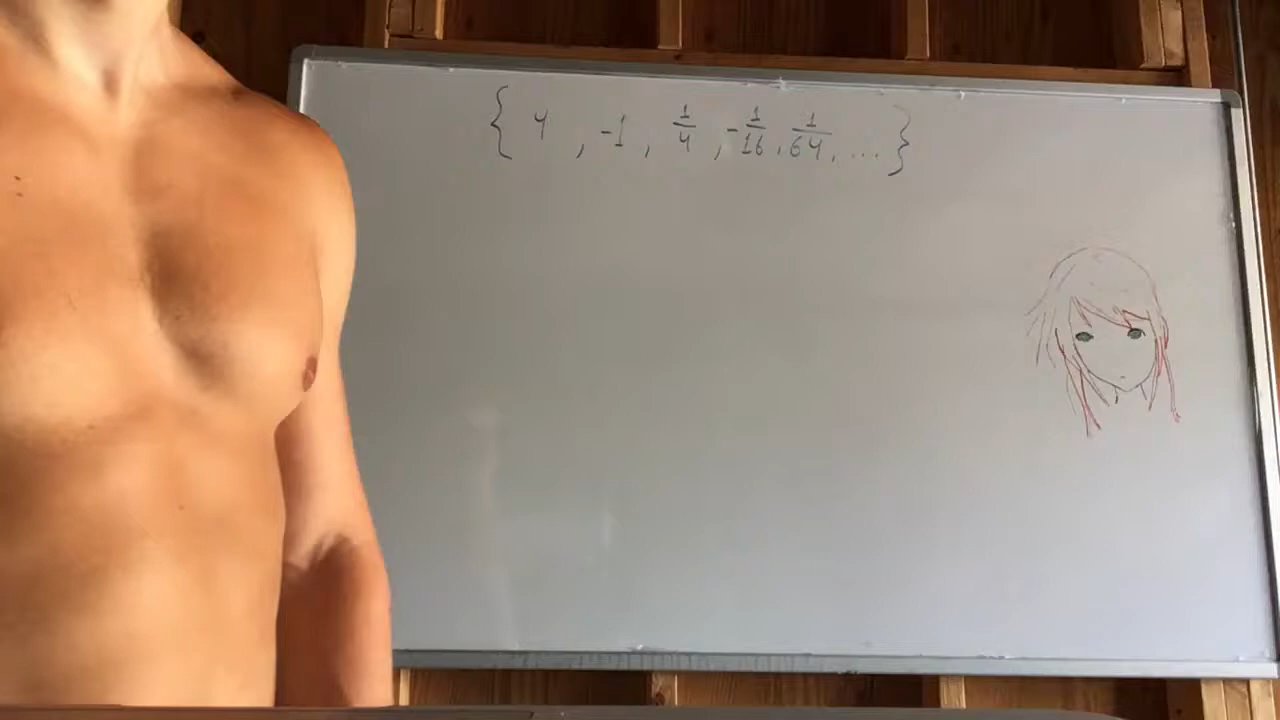 { 4 , -1 , 1/4 , -1/16 , 1/64 , ... }